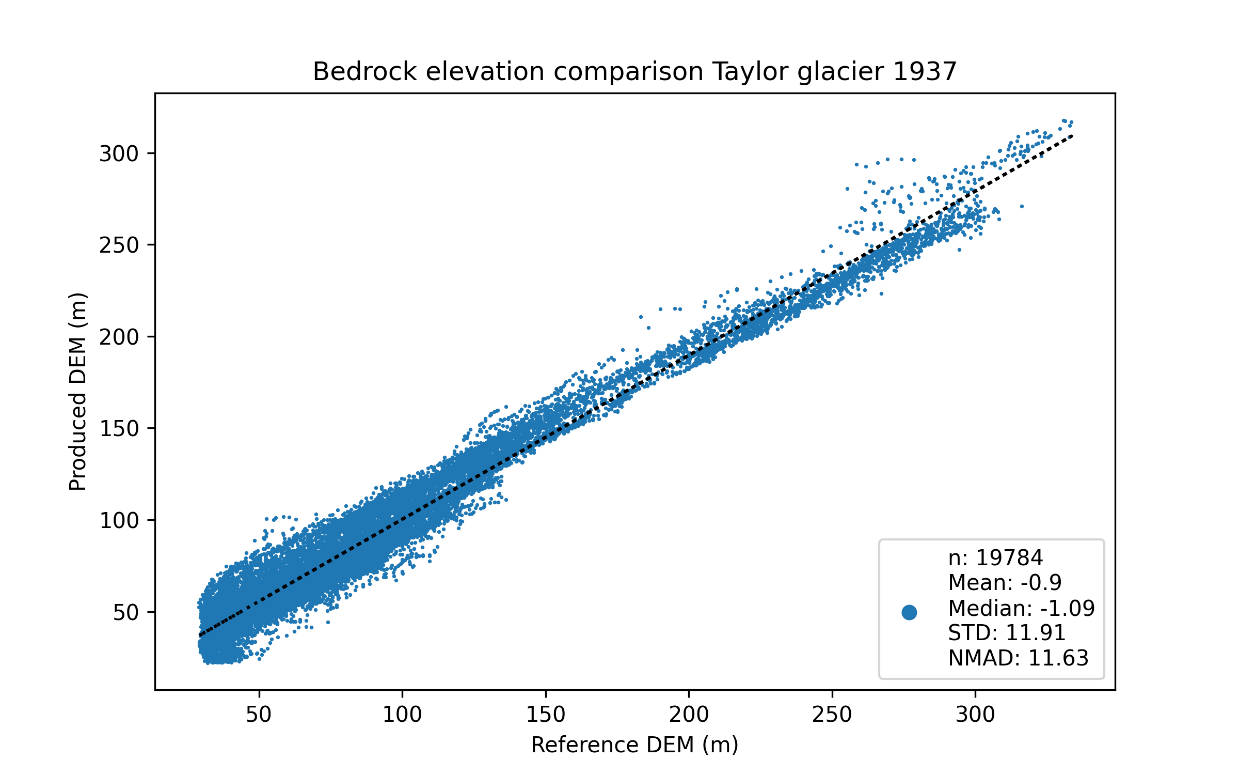 Bedrock elevation comparison Taylor glacier 1937
Produced DEM (m)
300
250
200
150
100
50
n: 19784
Mean: -0.9
Median: -1.09
STD: 11.91
NMAD: 11.63
50 100 150 200 250 300
Reference DEM (m)